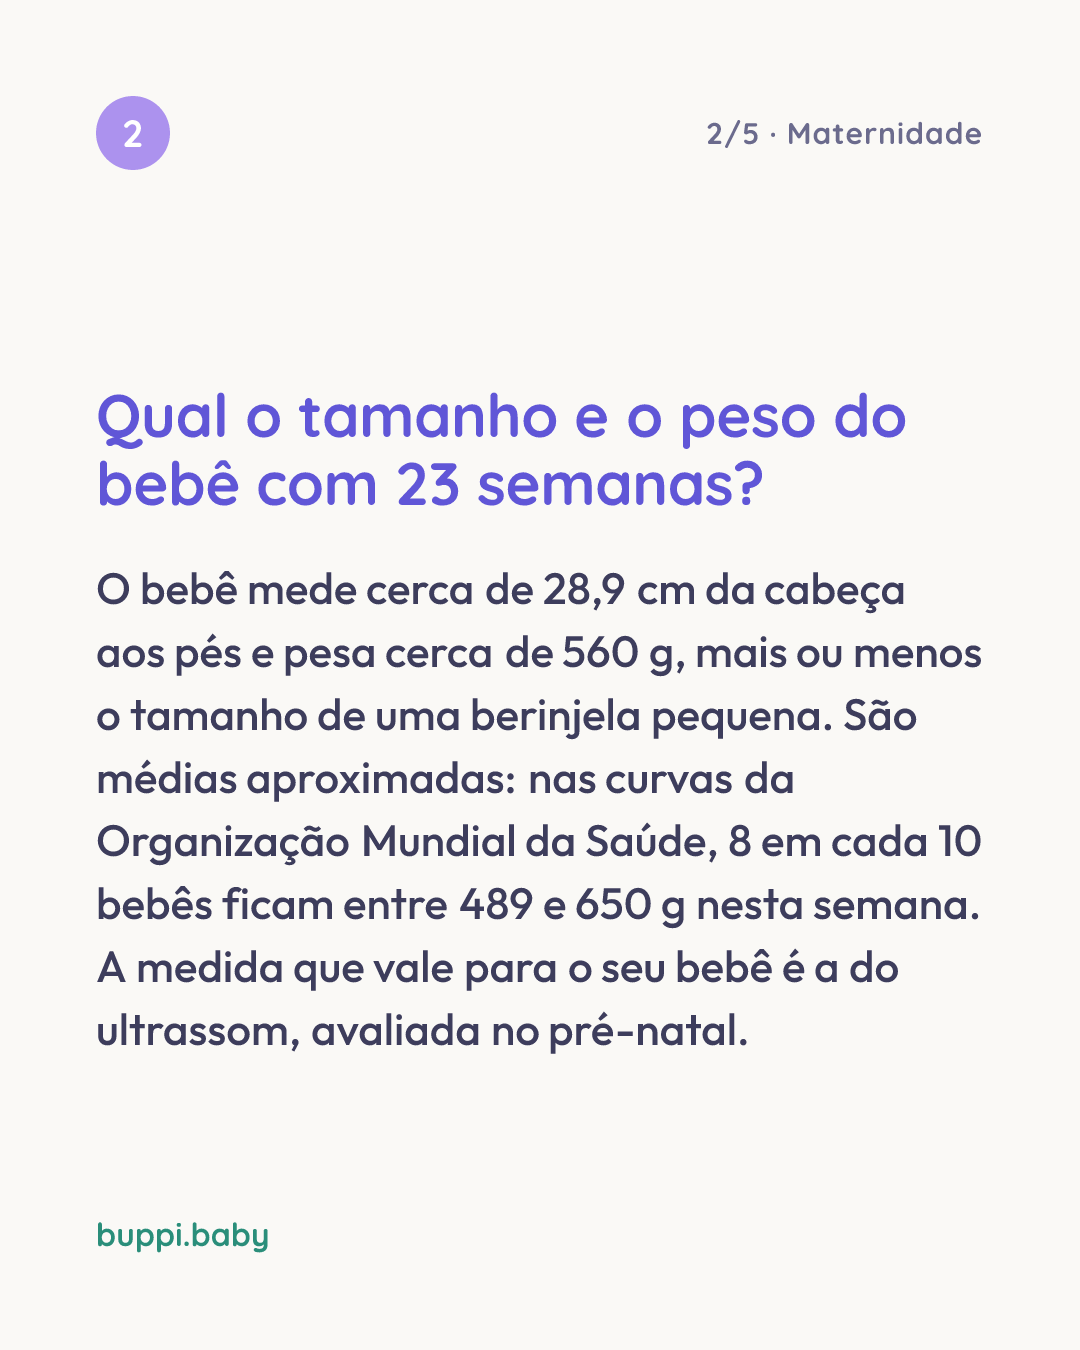 2
2/5 · Maternidade
Qual o tamanho e o peso do
bebê com 23 semanas?
O bebê mede cerca de 28,9 cm da cabeça
aos pés e pesa cerca de 560 g, mais ou menos
o tamanho de uma berinjela pequena. São
médias aproximadas: nas curvas da
Organização Mundial da Saúde, 8 em cada 10
bebês ficam entre 489 e 650 g nesta semana.
A medida que vale para o seu bebê é a do
ultrassom, avaliada no pré-natal.
buppi.baby